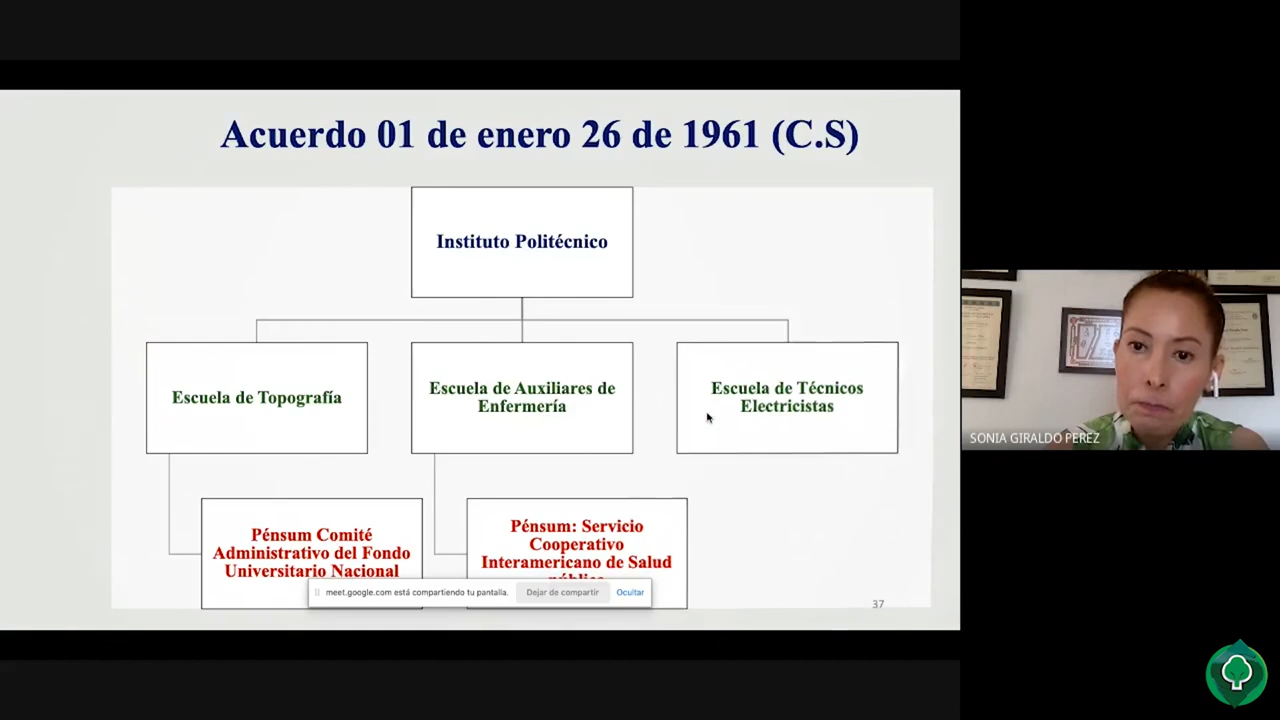 Acuerdo 01 de enero 26 de 1961 (C.S)
Instituto Politécnico
Escuela de Topografía
Escuela de Auxiliares de
Enfermería
Escuela de Técnicos
Electricistas
Pénsum Comité
Administrativo del Fondo
Universitario Nacional
Pénsum: Servicio
Cooperativo
Interamericano de Salud
pública
meet.google.com está compartiendo tu pantalla.
Dejar de compartir
Ocultar
37
SONIA GIRALDO PEREZ